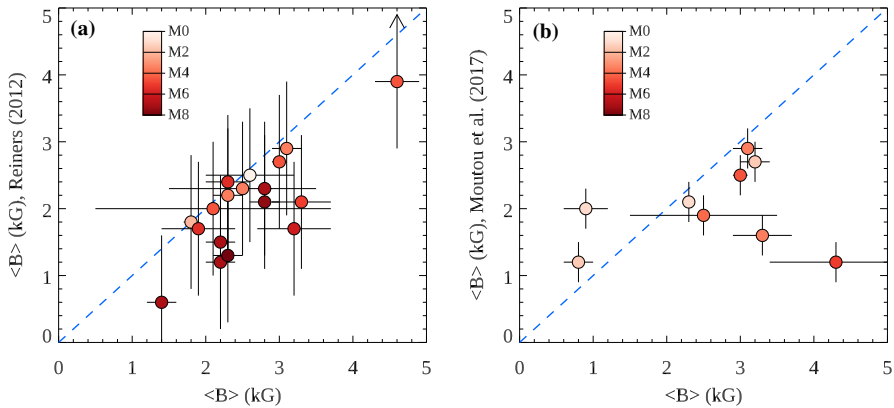 (a)
M0
M2
M4
M6
M8
5
4
3
2
1
0
<B> (kG), Reiners (2012)
0 1 2 3 4 5
<B> (kG)
(b)
M0
M2
M4
M6
M8
5
4
3
2
1
0
<B> (kG), Moutou et al. (2017)
0 1 2 3 4 5
<B> (kG)